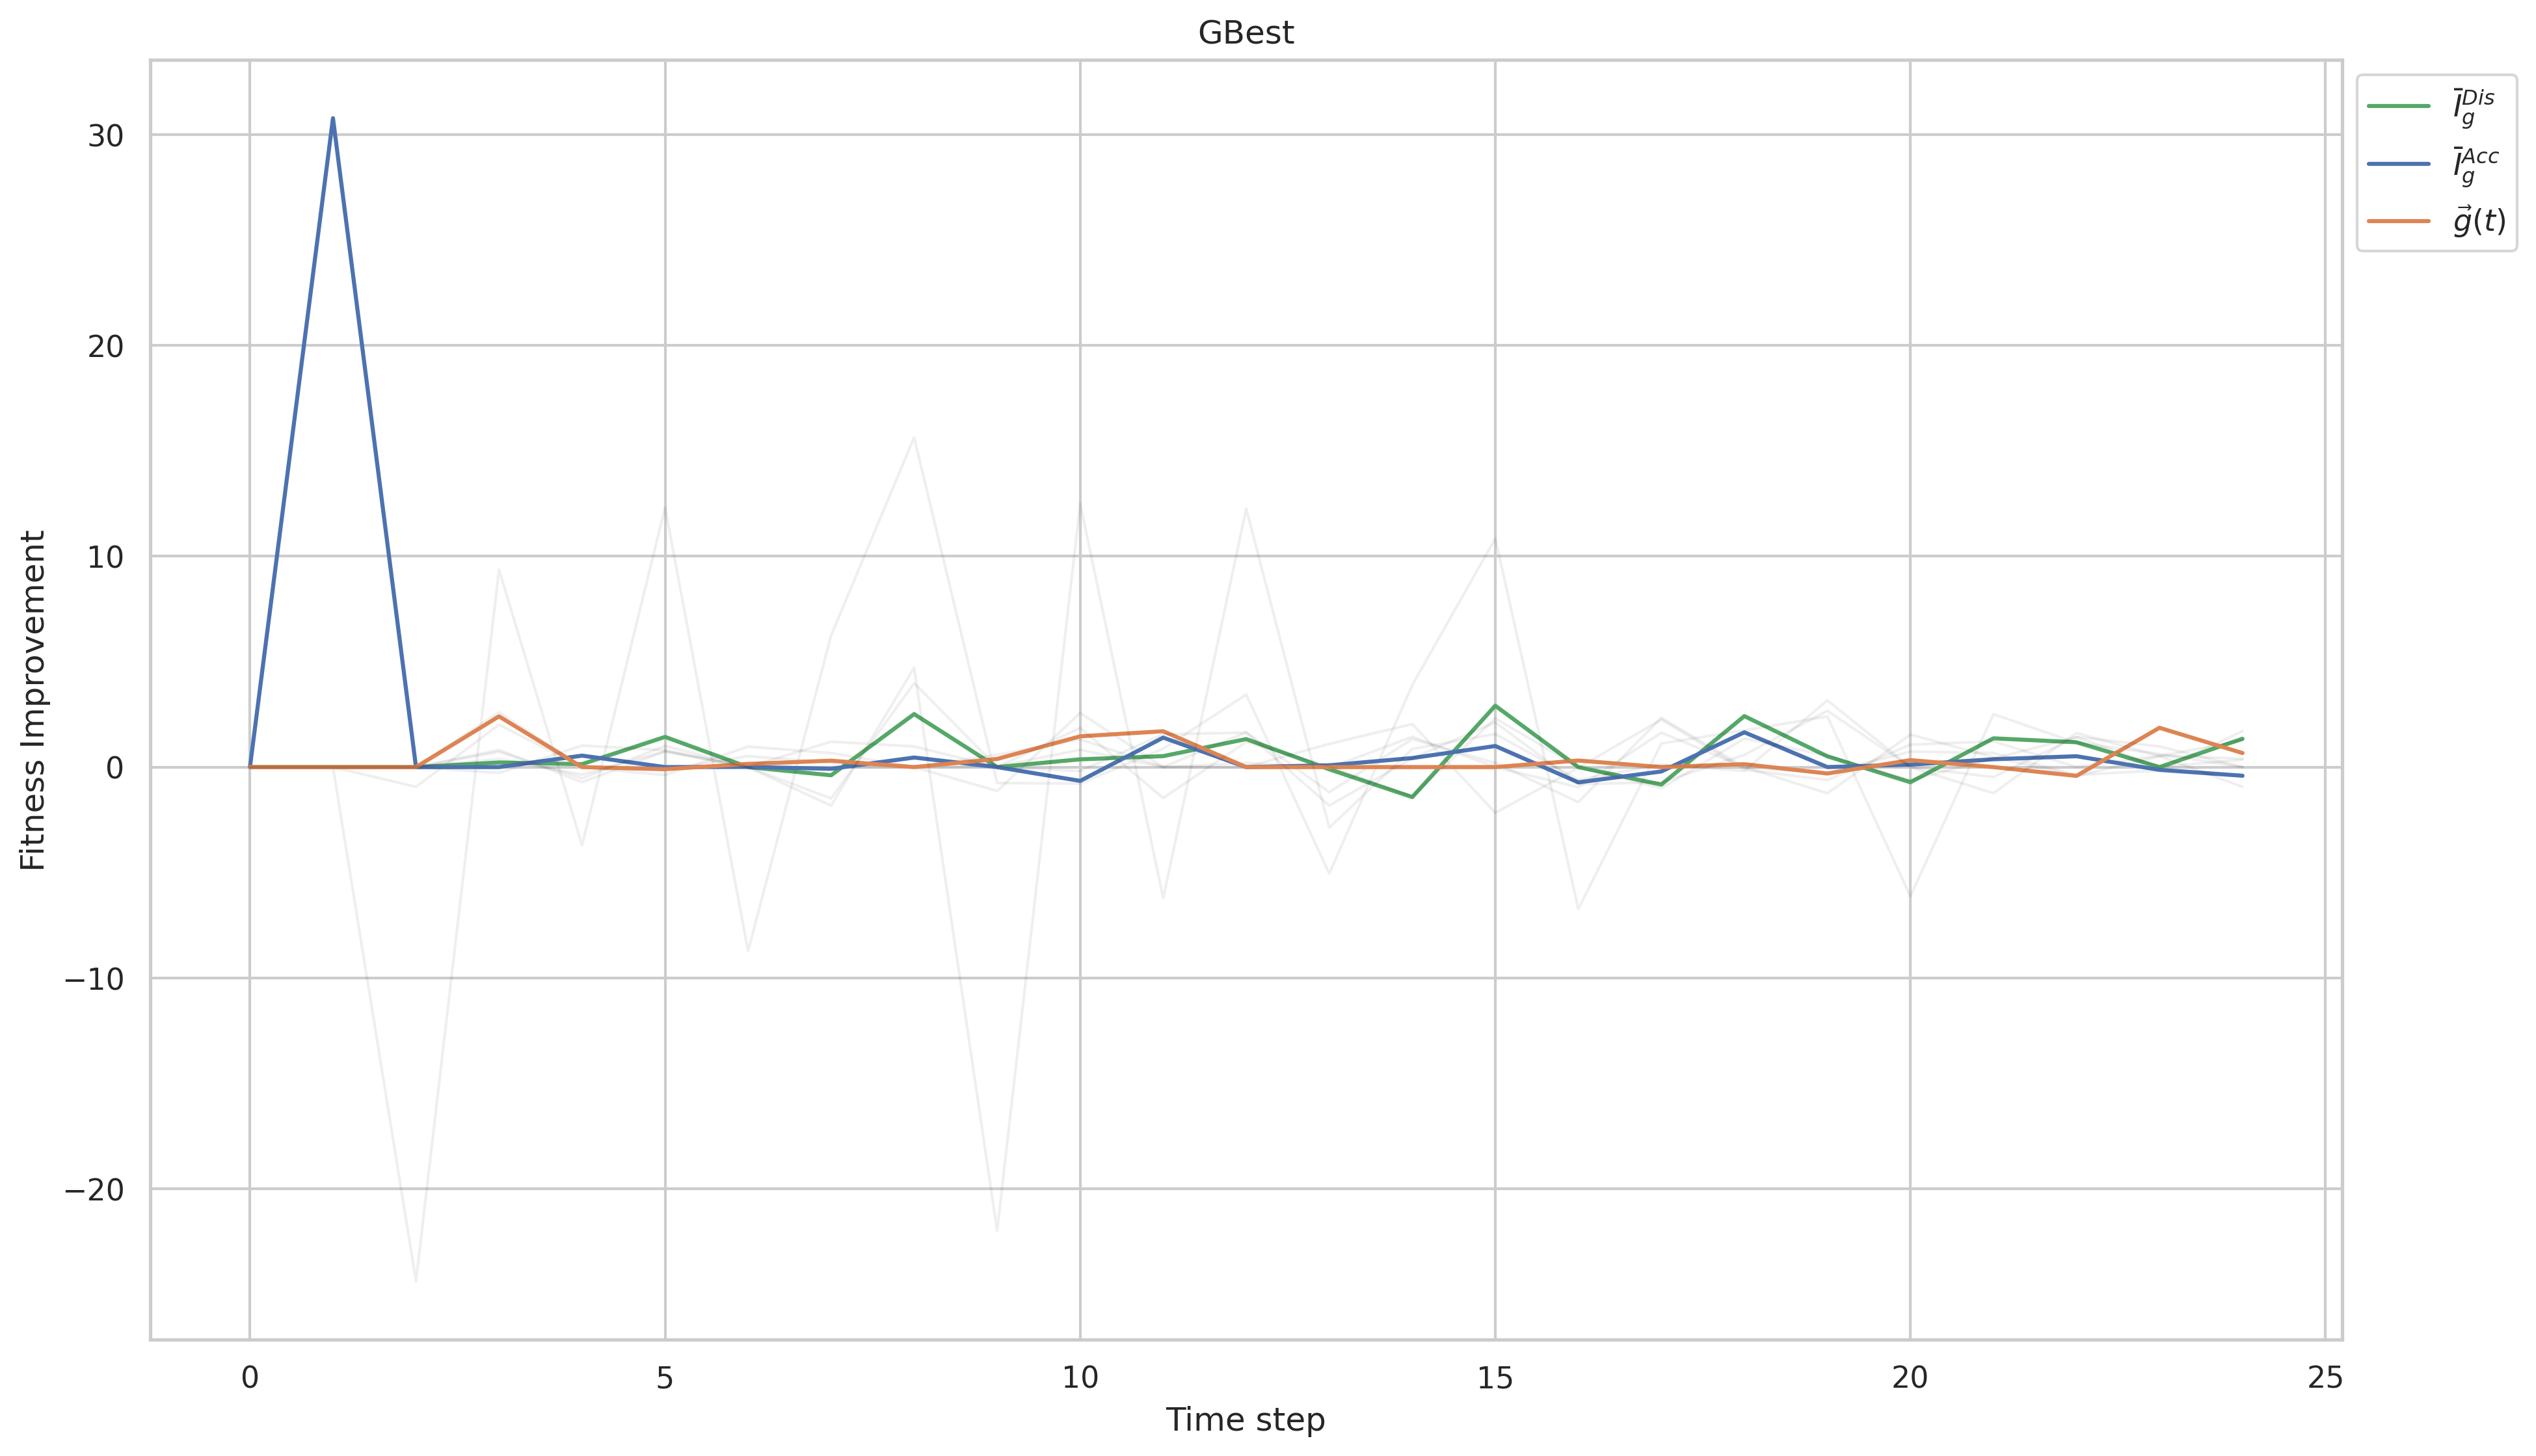 GBest
30
20
10
0
−10
−20
Fitness Improvement
0 5 10 15 20 25
Time step
$\bar{I}_g^{Dis}$
$\bar{I}_g^{Acc}$
$\vec{g}(t)$